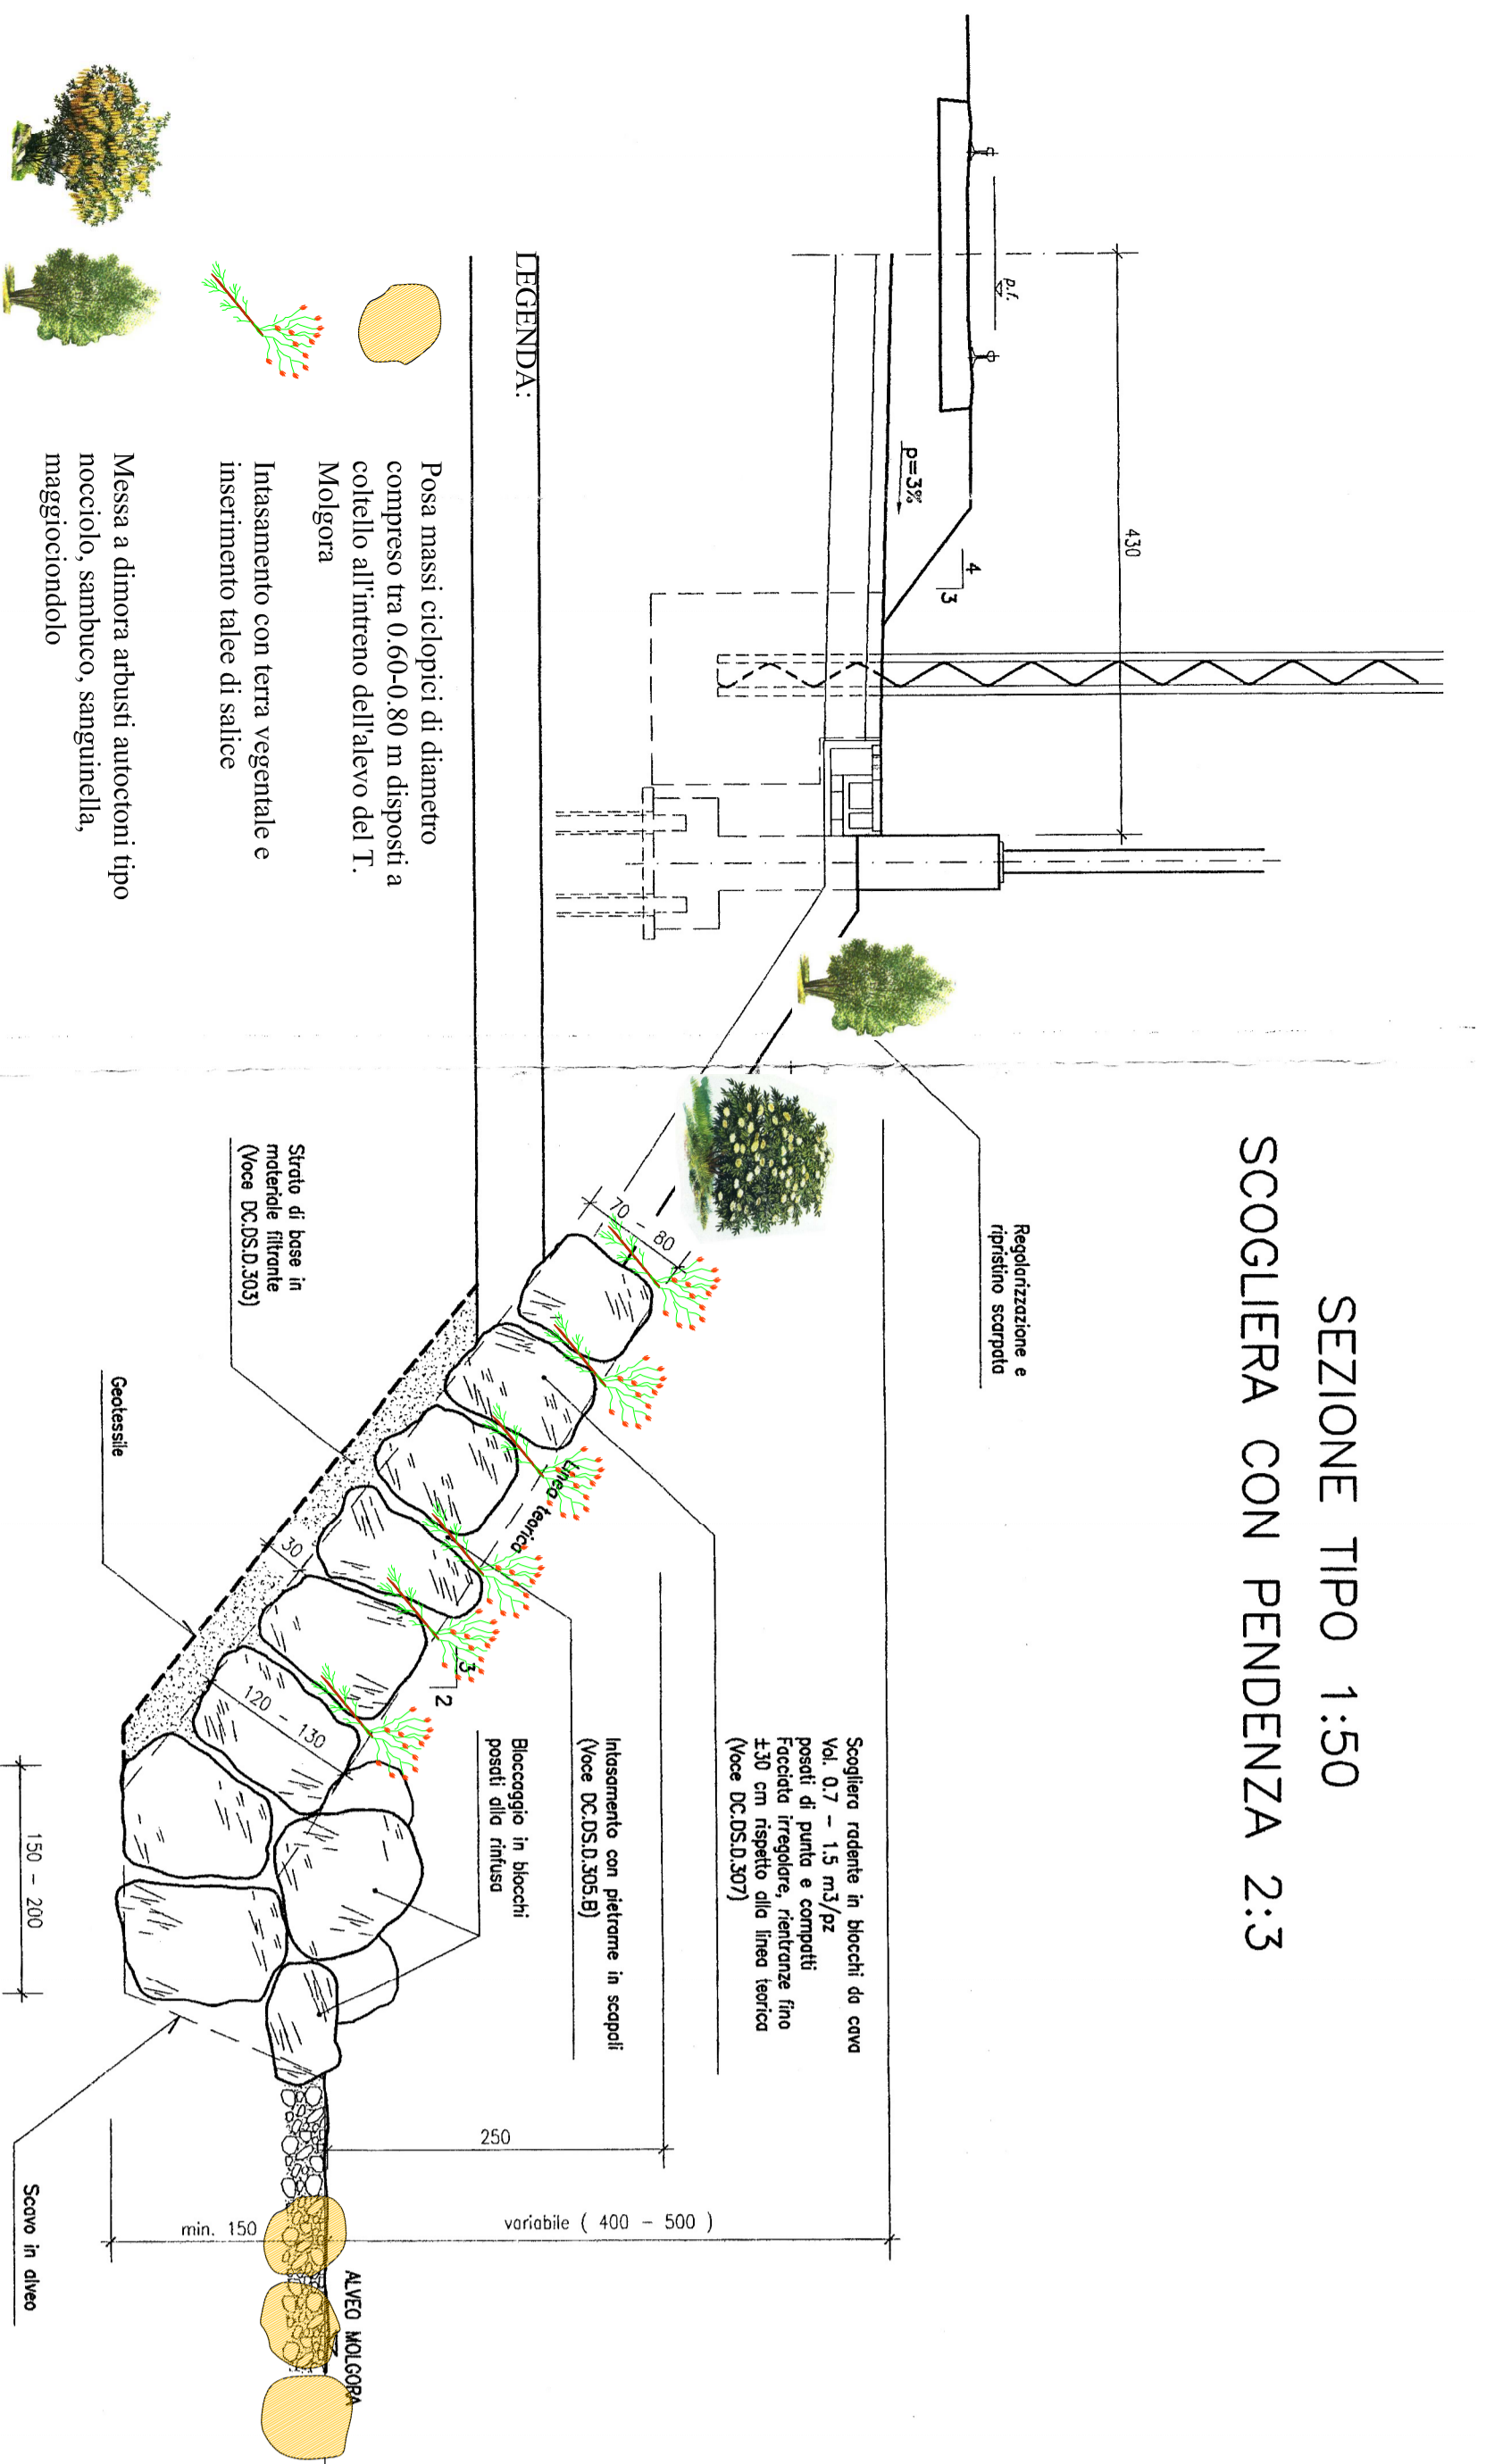 SEZIONE TIPO 1:50
SCOGLIERA CON PENDENZA 2:3
430
p.f.
p=3%
4
3
Regolarizzazione e
ripristino scarpata
70 - 80
Linea teorica
3
2
30
120 - 130
Scogliera radente in blocchi da cava
Vol. 0.7 - 1.5 m3/pz
posati di punta e compatti
Facciata irregolare, rientranze fino
±30 cm rispetto alla linea teorica
(Voce DC.DS.D.307)
Intasamento con pietrame in scapoli
(Voce DC.DS.D.305.B)
Bloccaggio in blocchi
posati alla rinfusa
250
variabile ( 400 - 500 )
min. 150
ALVEO MOLGORA
Strato di base in
materiale filtrante
(Voce DC.DS.D.303)
Geotessile
150 - 200
Scavo in alveo
LEGENDA:
Posa massi ciclopici di diametro
compreso tra 0.60-0.80 m disposti a
coltello all'intreno dell'alevo del T.
Molgora
Intasamento con terra vegentale e
inserimento talee di salice
Messa a dimora arbusti autoctoni tipo
nocciolo, sambuco, sanguinella,
maggiociondolo